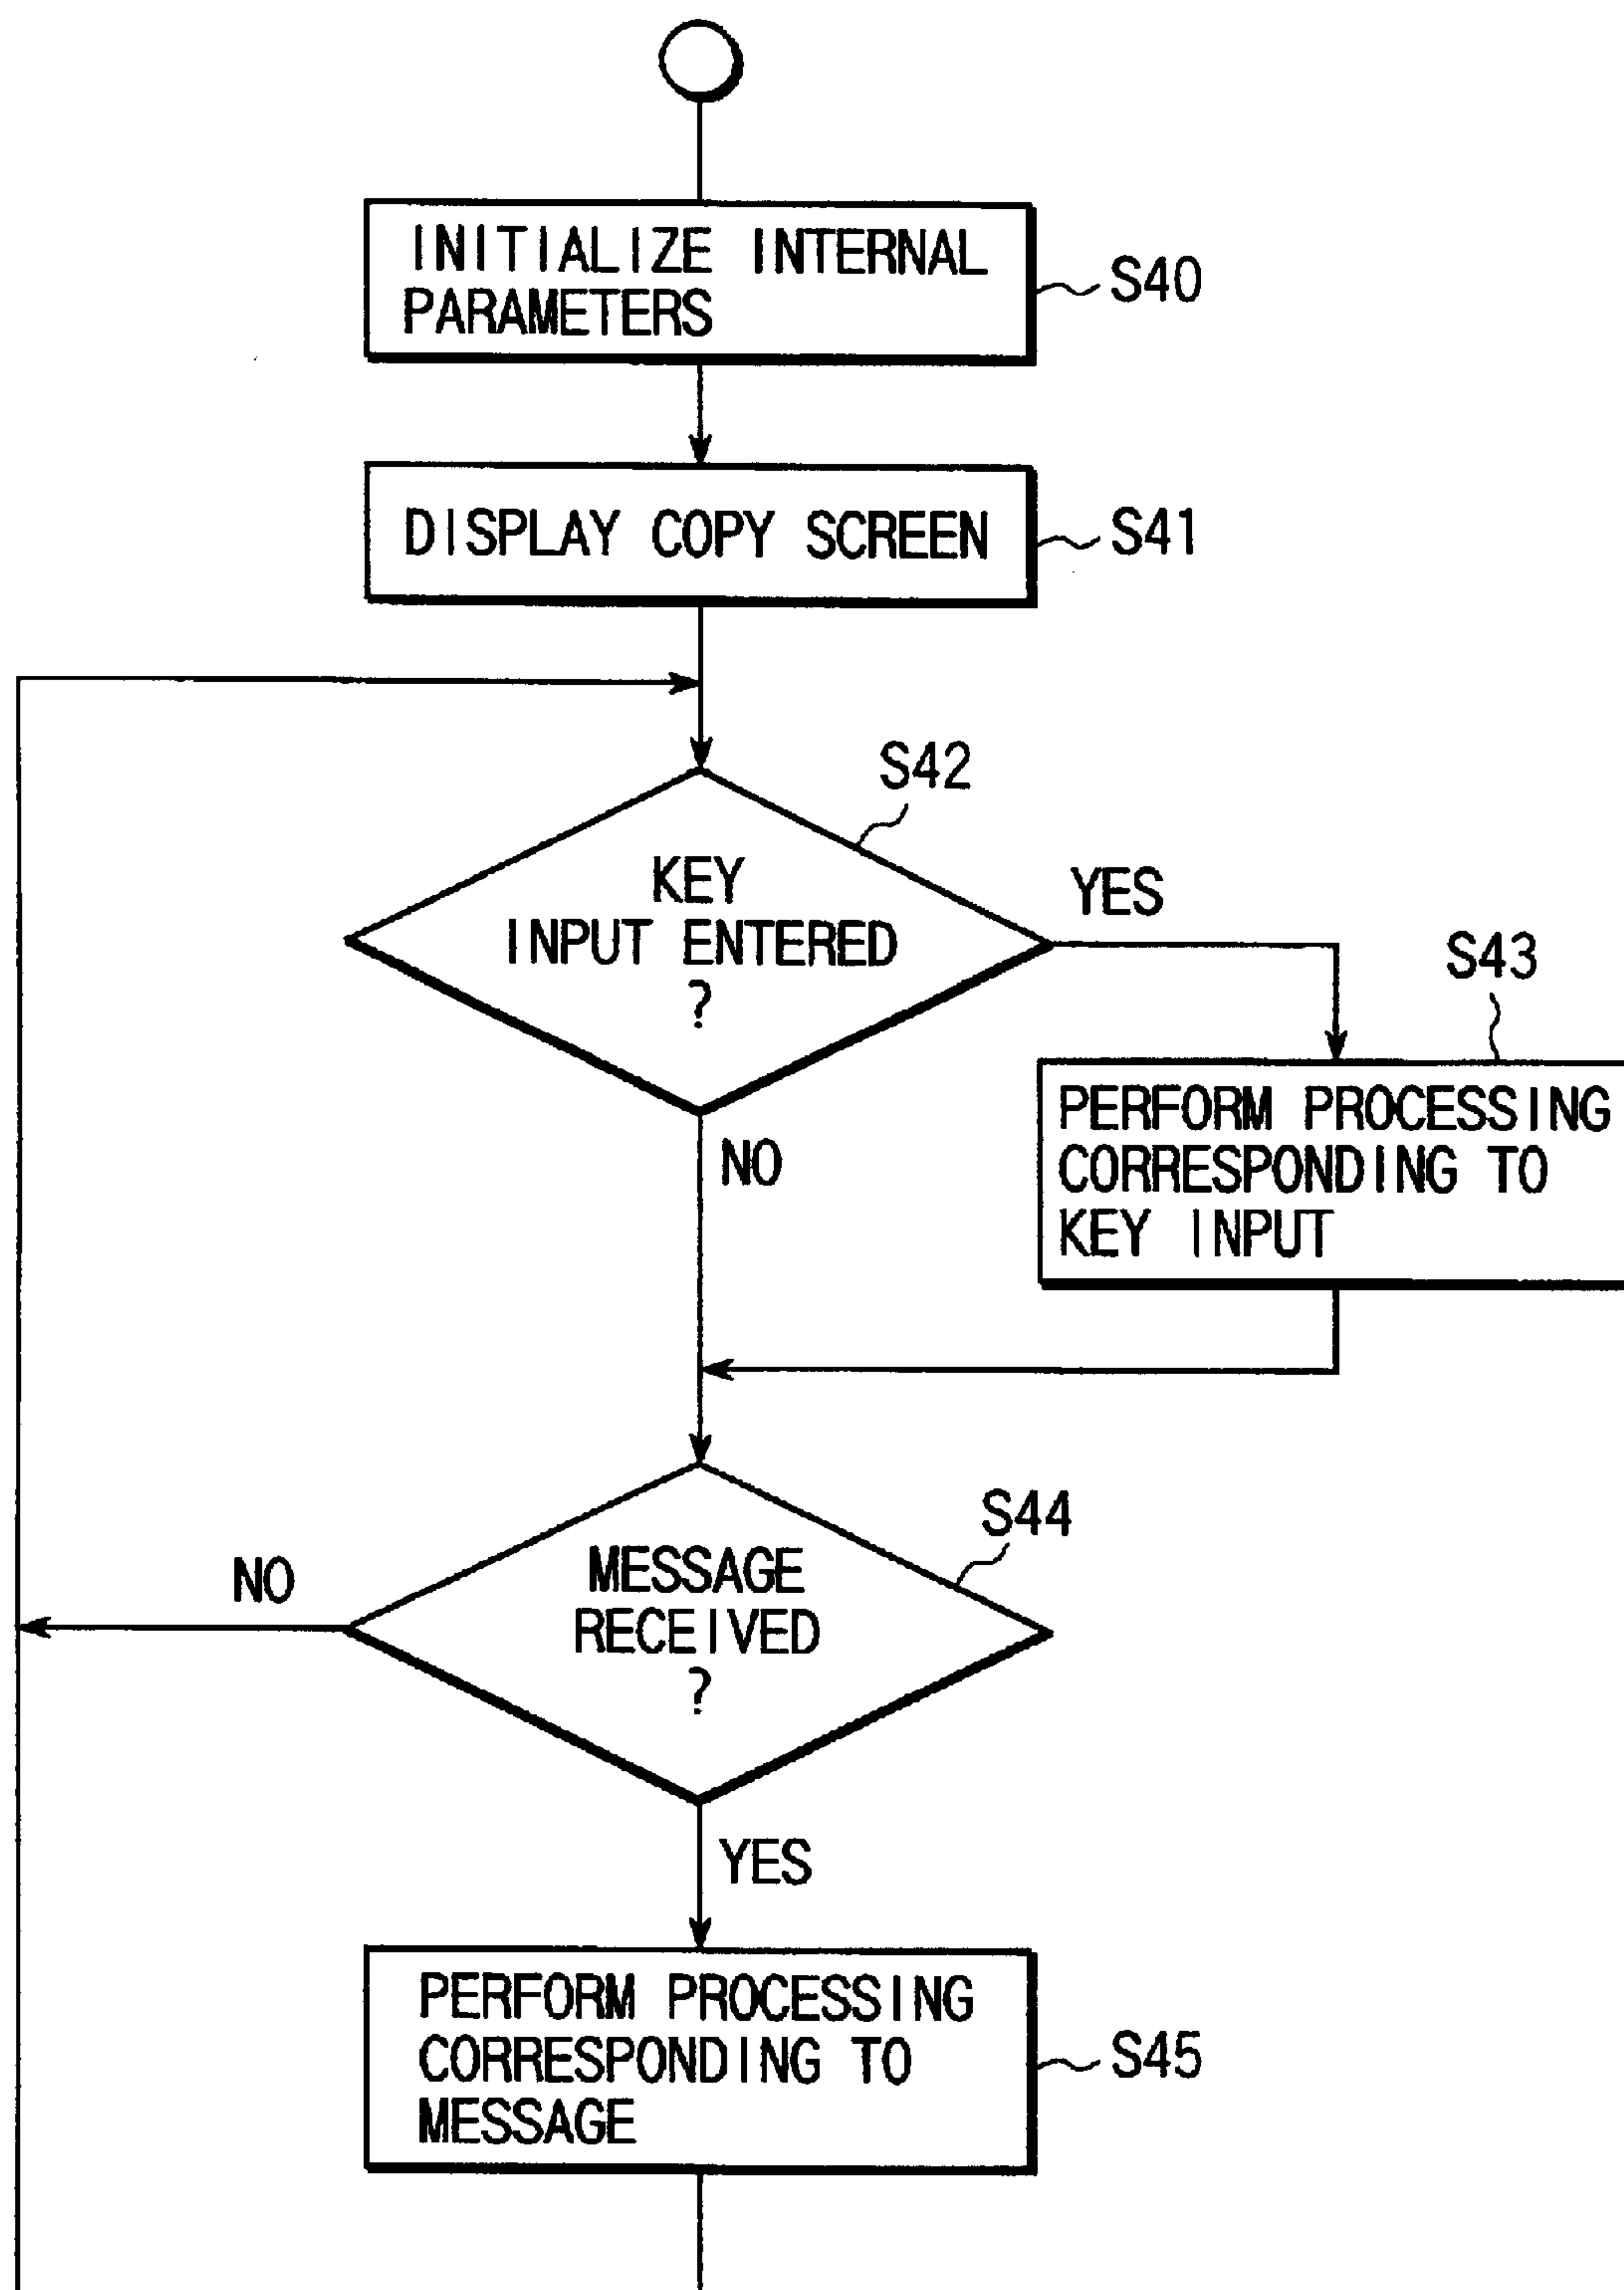 INITIALIZE INTERNAL
PARAMETERS
S40
DISPLAY COPY SCREEN
S41
S42
KEY
INPUT ENTERED
?
YES
NO
S43
PERFORM PROCESSING
CORRESPONDING TO
KEY INPUT
S44
MESSAGE
RECEIVED
?
NO
YES
PERFORM PROCESSING
CORRESPONDING TO
MESSAGE
S45